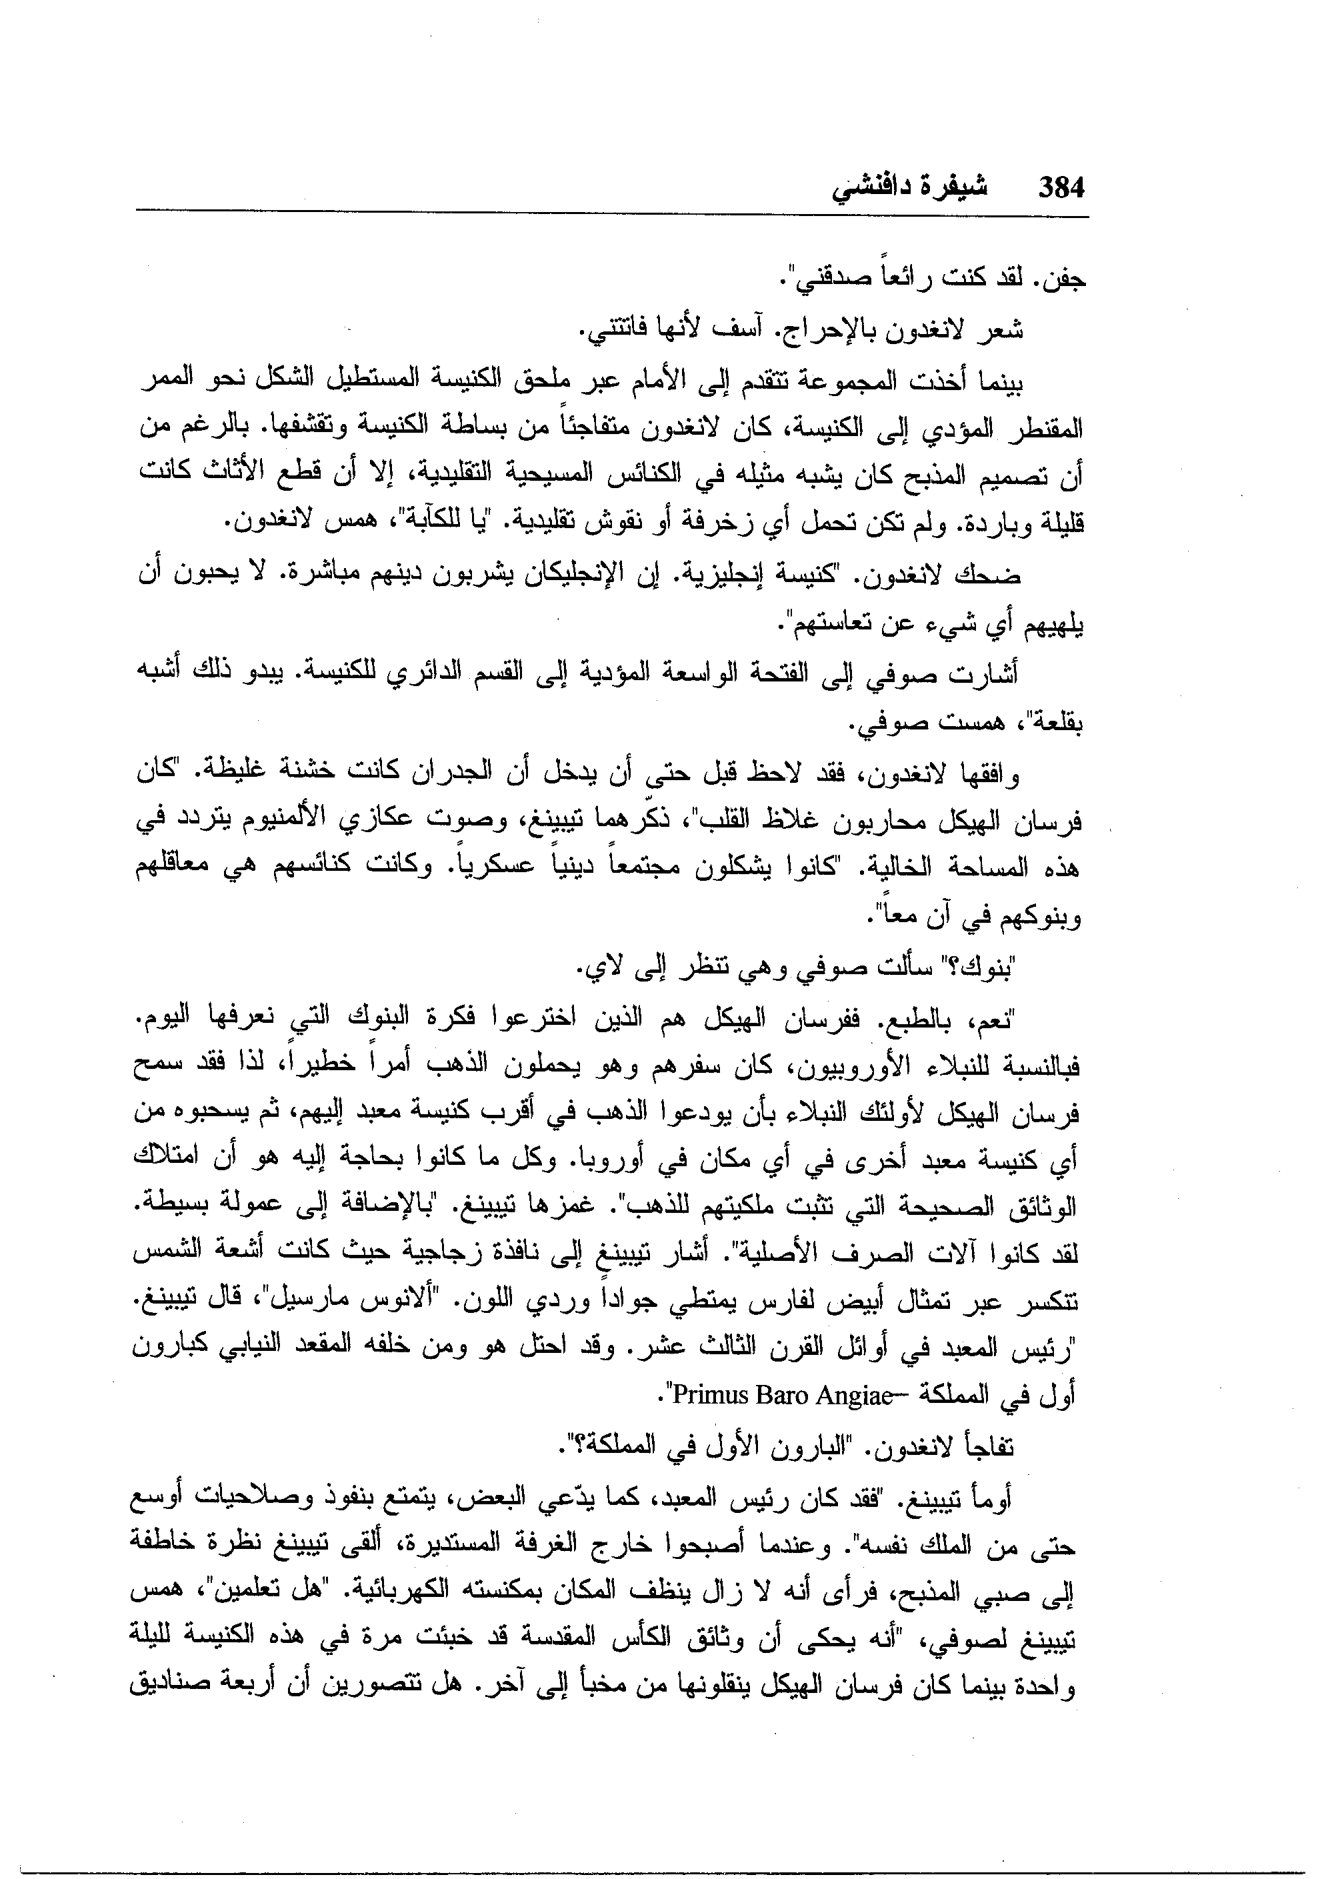 384 شيفرة دافنشي
جفن. لقد كنت رائعاً صدقني".
شعر لانغدون بالإحراج. آسف لأنها فاتتني.
بينما أخذت المجموعة تتقدم إلى الأمام عبر ملحق الكنيسة المستطيل الشكل نحو الممر
المقنطر المؤدي إلى الكنيسة، كان لانغدون متفاجئاً من بساطة الكنيسة وتقشفها. بالرغم من
أن تصميم المذبح كان يشبه مثيله في الكنائس المسيحية التقليدية، إلا أن قطع الأثاث كانت
قليلة وباردة. ولم تكن تحمل أي زخرفة أو نقوش تقليدية. "يا للكآبة"، همس لانغدون.
ضحك لانغدون. "كنيسة إنجليزية. إن الإنجليكان يشربون دينهم مباشرة. لا يحبون أن
يلهيهم أي شيء عن تعاستهم".
أشارت صوفي إلى الفتحة الواسعة المؤدية إلى القسم الدائري للكنيسة. يبدو ذلك أشبه
بقلعة"، همست صوفي.
وافقها لانغدون، فقد لاحظ قبل حتى أن يدخل أن الجدران كانت خشنة غليظة. "كان
فرسان الهيكل محاربون غلاظ القلب"، ذكّرهما تيبينغ، وصوت عكازي الألمنيوم يتردد في
هذه المساحة الخالية. "كانوا يشكلون مجتمعاً دينياً عسكرياً. وكانت كنائسهم هي معاقلهم
وبنوكهم في آن معاً".
"بنوك؟" سألت صوفي وهي تنظر إلى لاي.
"نعم، بالطبع. ففرسان الهيكل هم الذين اخترعوا فكرة البنوك التي نعرفها اليوم.
فبالنسبة للنبلاء الأوروبيون، كان سفرهم وهو يحملون الذهب أمراً خطيراً، لذا فقد سمح
فرسان الهيكل لأولئك النبلاء بأن يودعوا الذهب في أقرب كنيسة معبد إليهم، ثم يسحبوه من
أي كنيسة معبد أخرى في أي مكان في أوروبا. وكل ما كانوا بحاجة إليه هو أن امتلاك
الوثائق الصحيحة التي تثبت ملكيتهم للذهب". غمزها تيبينغ. "بالإضافة إلى عمولة بسيطة.
لقد كانوا آلات الصرف الأصلية". أشار تيبينغ إلى نافذة زجاجية حيث كانت أشعة الشمس
تتكسر عبر تمثال أبيض لفارس يمتطي جواداً وردي اللون. "ألانوس مارسيل"، قال تيبينغ.
"رئيس المعبد في أوائل القرن الثالث عشر. وقد احتل هو ومن خلفه المقعد النيابي كبارون
أول في المملكة –Primus Baro Angiae".
تفاجأ لانغدون. "البارون الأول في المملكة؟".
أومأ تيبينغ. "فقد كان رئيس المعبد، كما يدّعي البعض، يتمتع بنفوذ وصلاحيات أوسع
حتى من الملك نفسه". وعندما أصبحوا خارج الغرفة المستديرة، ألقى تيبينغ نظرة خاطفة
إلى صبي المذبح، فرأى أنه لا زال ينظف المكان بمكنسته الكهربائية. "هل تعلمين"، همس
تيبينغ لصوفي، "أنه يحكى أن وثائق الكأس المقدسة قد خبئت مرة في هذه الكنيسة لليلة
واحدة بينما كان فرسان الهيكل ينقلونها من مخبأ إلى آخر. هل تتصورين أن أربعة صناديق